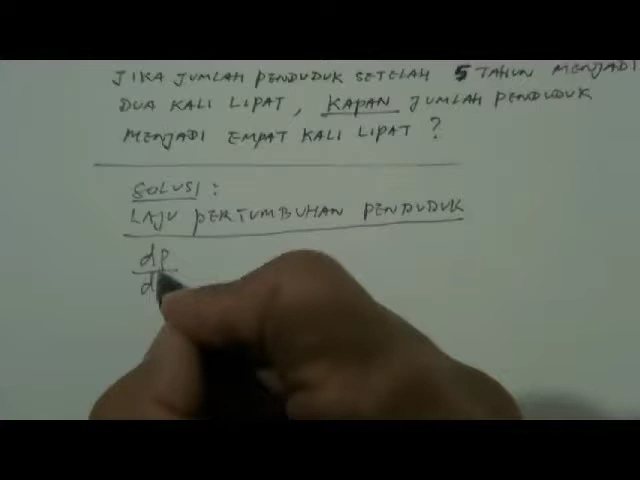 JIKA JUMLAH PENDUDUK SETELAH 5 TAHUN MENJADI
DUA KALI LIPAT, KAPAN JUMLAH PENDUDUK
MENJADI EMPAT KALI LIPAT ?
SOLUSI :
LAJU PERTUMBUHAN PENDUDUK
dP
d